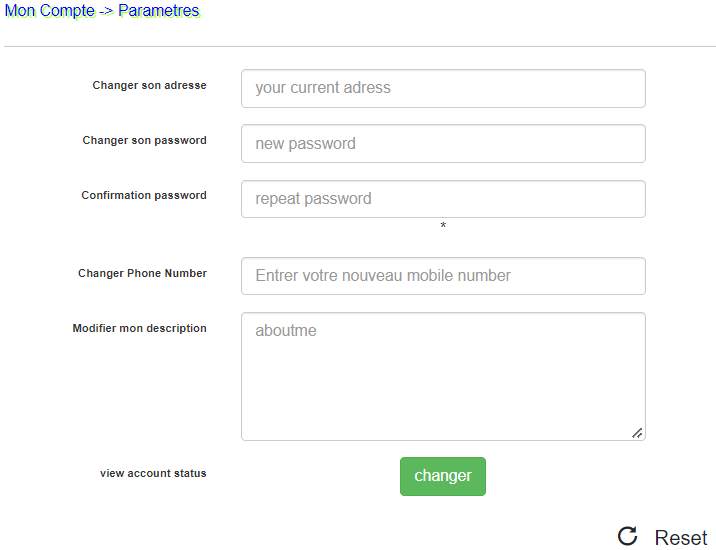 Mon Compte -> Parametres
Changer son adresse
your current adress
Changer son password
new password
Confirmation password
repeat password
*
Changer Phone Number
Entrer votre nouveau mobile number
Modifier mon description
aboutme
view account status
changer
Reset